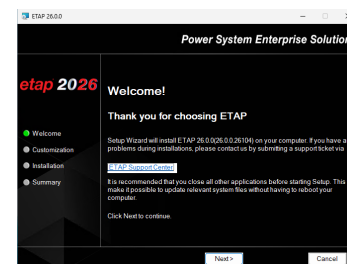 ETAP 26.0.0
Power System Enterprise Solution
etap 2026
Welcome!
Thank you for choosing ETAP
Welcome
Customization
Installation
Summary
Setup Wizard will install ETAP 26.0.0(26.0.0.26104) on your computer. If you have a
problems during installations, please contact us by submitting a support ticket via
[ETAP Support Center]
It is recommended that you close all other applications before starting Setup. This
make it possible to update relevant system files without having to reboot your
computer.
Click Next to continue.
Next >
Cancel